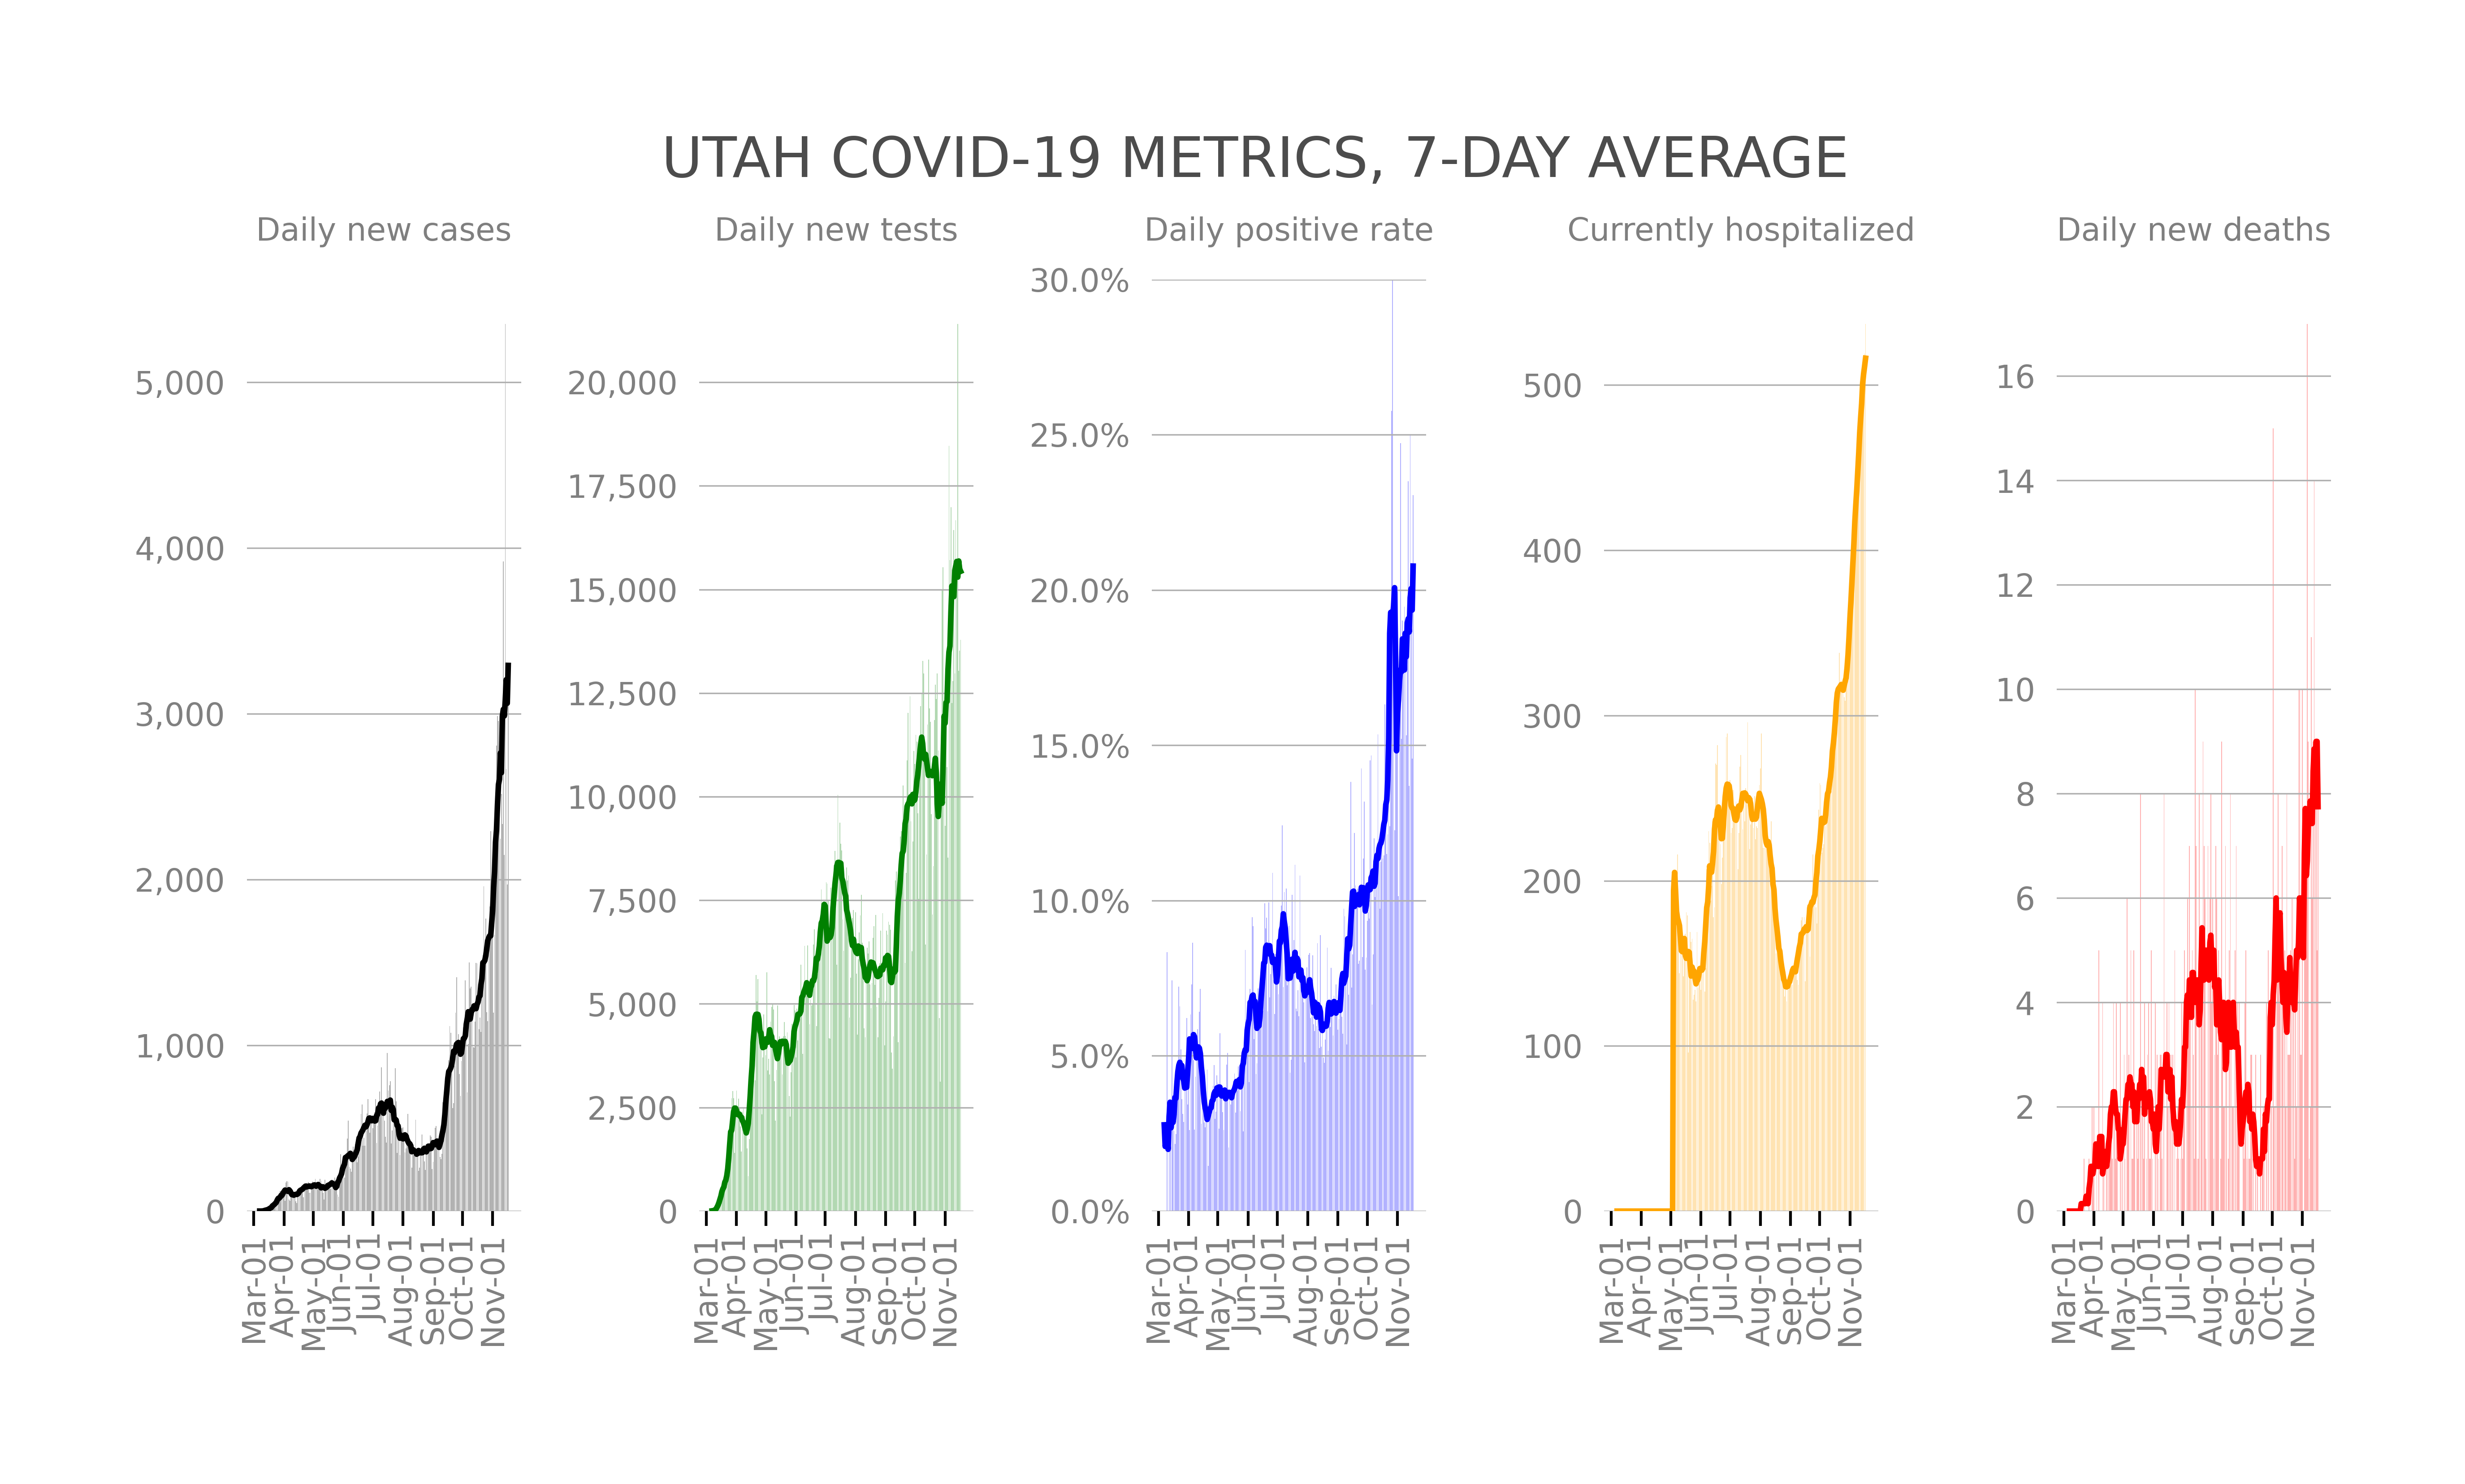 UTAH COVID-19 METRICS, 7-DAY AVERAGE
Daily new cases
5,000
4,000
3,000
2,000
1,000
0
Mar-01
Apr-01
May-01
Jun-01
Jul-01
Aug-01
Sep-01
Oct-01
Nov-01
Daily new tests
20,000
17,500
15,000
12,500
10,000
7,500
5,000
2,500
0
Mar-01
Apr-01
May-01
Jun-01
Jul-01
Aug-01
Sep-01
Oct-01
Nov-01
Daily positive rate
30.0%
25.0%
20.0%
15.0%
10.0%
5.0%
0.0%
Mar-01
Apr-01
May-01
Jun-01
Jul-01
Aug-01
Sep-01
Oct-01
Nov-01
Currently hospitalized
500
400
300
200
100
0
Mar-01
Apr-01
May-01
Jun-01
Jul-01
Aug-01
Sep-01
Oct-01
Nov-01
Daily new deaths
16
14
12
10
8
6
4
2
0
Mar-01
Apr-01
May-01
Jun-01
Jul-01
Aug-01
Sep-01
Oct-01
Nov-01